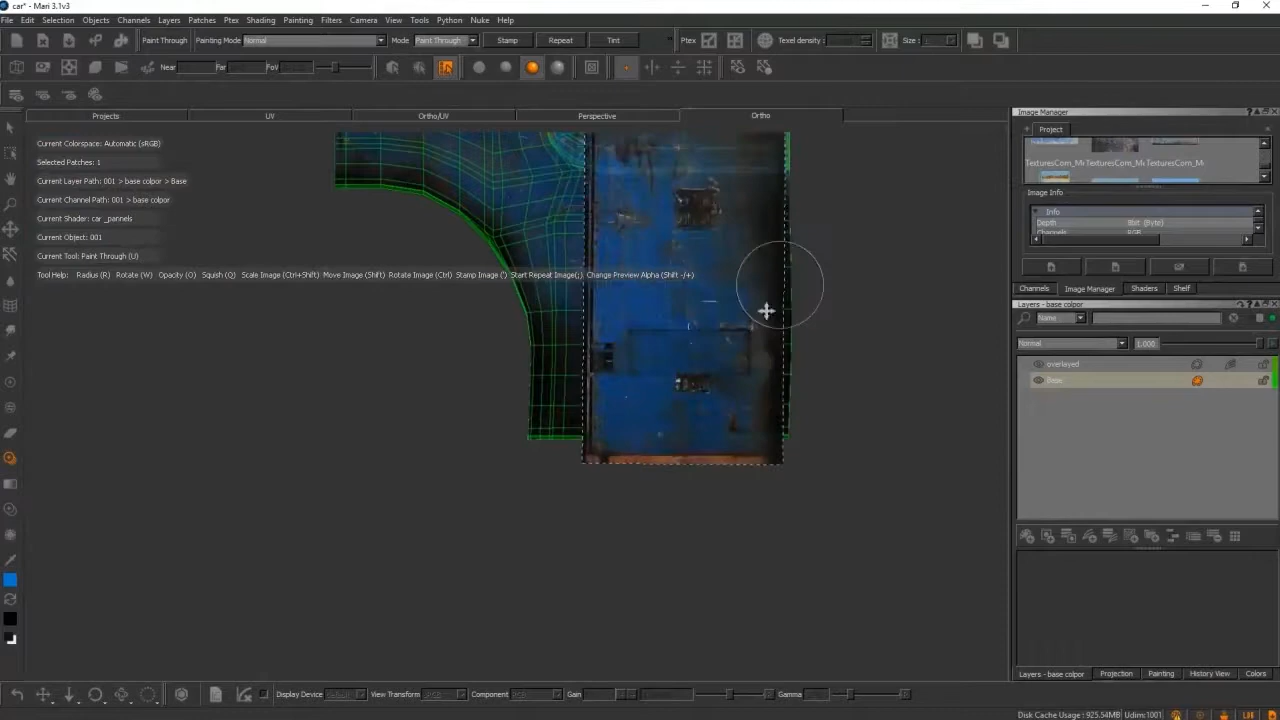 car* - Mari 3.1v3
File Edit Selection Objects Channels Layers Patches Ptex Shading Painting Filters Camera View Tools Python Nuke Help
Paint Through Painting Mode Normal Mode Paint Through Stamp Repeat Tint Ptex Texel density: Size:
Near Far FoV
Projects UV Ortho/UV Perspective Ortho
Image Manager
Project
Current Colorspace: Automatic (sRGB)
Selected Patches: 1
Current Layer Path: 001 > base colpor > Base
Current Channel Path: 001 > base colpor
Current Shader: car _pannels
Current Object: 001
Current Tool: Paint Through (U)
Tool Help: Radius (R) Rotate (W) Opacity (O) Squish (Q) Scale Image (Ctrl+Shift) Move Image (Shift) Rotate Image (Ctrl) Stamp Image (') Start Repeat Image(;) Change Preview Alpha (Shift -/+)
Image Info
Info
Depth 8bit (Byte)
Channels RGB
Channels Image Manager Shaders Shelf
Layers - base colpor
Name
Normal 1.000
overlayed
Base
Layers - base colpor Projection Painting History View Colors
Display Device View Transform Component Gain Gamma
Disk Cache Usage : 925.54MB Udim:1001